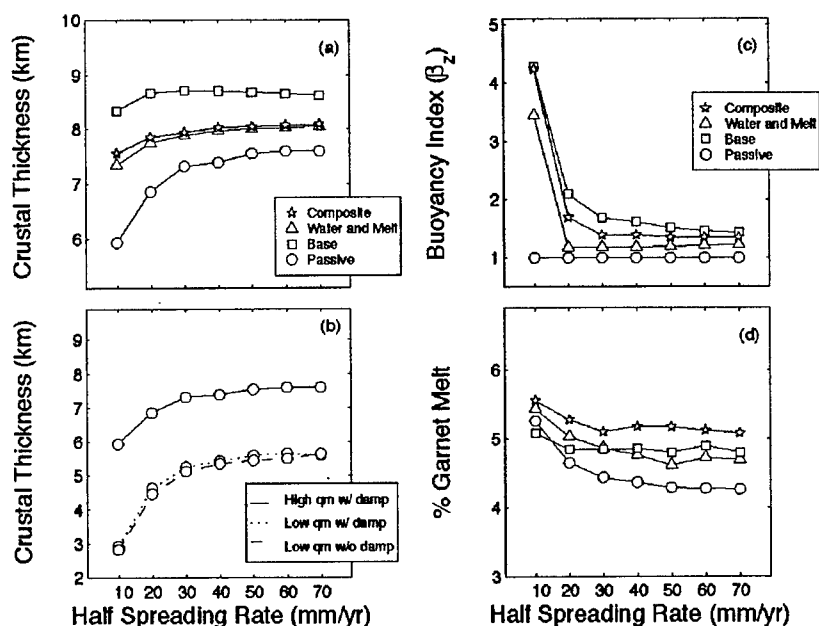 (a)
Crustal Thickness (km)
10
9
8
7
6
Composite
Water and Melt
Base
Passive
(b)
Crustal Thickness (km)
10
9
8
7
6
5
4
3
2
High qm w/ damp
Low qm w/ damp
Low qm w/o damp
10 20 30 40 50 60 70
Half Spreading Rate (mm/yr)
(c)
Buoyancy Index (βz)
5
4
3
2
1
Composite
Water and Melt
Base
Passive
(d)
% Garnet Melt
6
5
4
3
10 20 30 40 50 60 70
Half Spreading Rate (mm/yr)